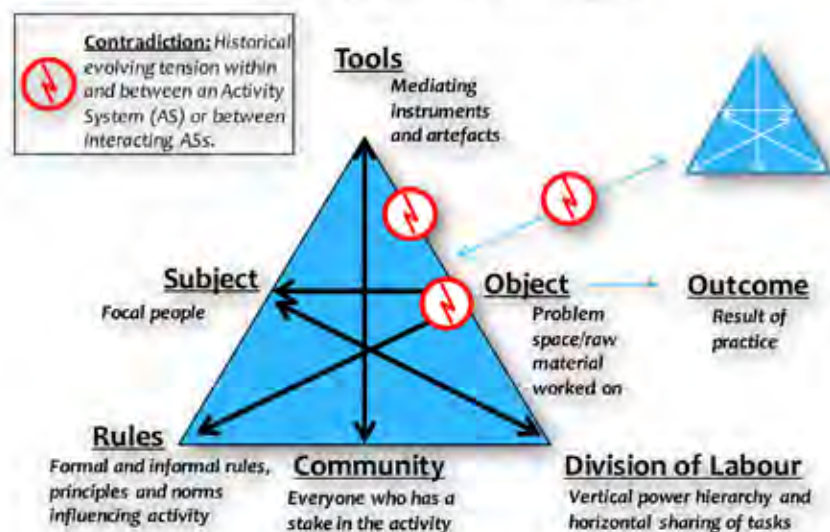 Contradiction: Historical
evolving tension within
and between an Activity
System (AS) or between
interacting ASs.
Tools
Mediating
instruments
and artefacts
Subject
Focal people
Object
Problem
space/raw
material
worked on
Outcome
Result of
practice
Rules
Formal and informal rules,
principles and norms
influencing activity
Community
Everyone who has a
stake in the activity
Division of Labour
Vertical power hierarchy and
horizontal sharing of tasks